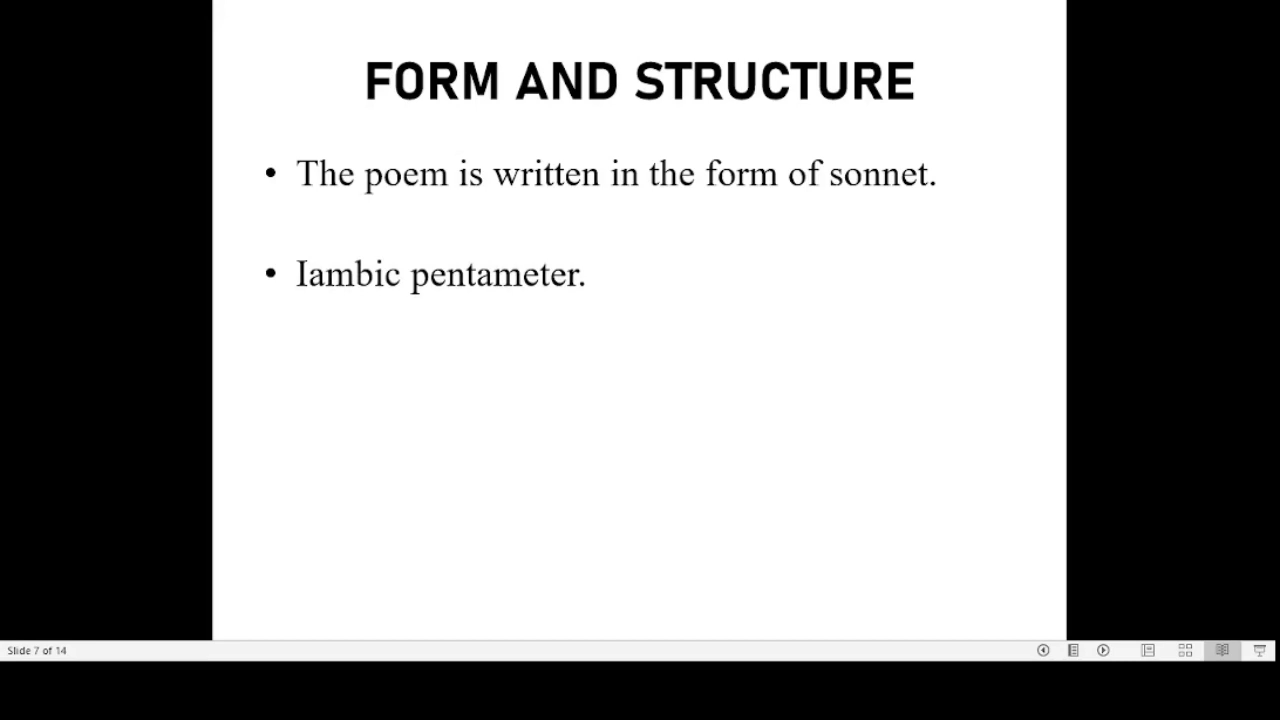 FORM AND STRUCTURE
• The poem is written in the form of sonnet.
• Iambic pentameter.
Slide 7 of 14